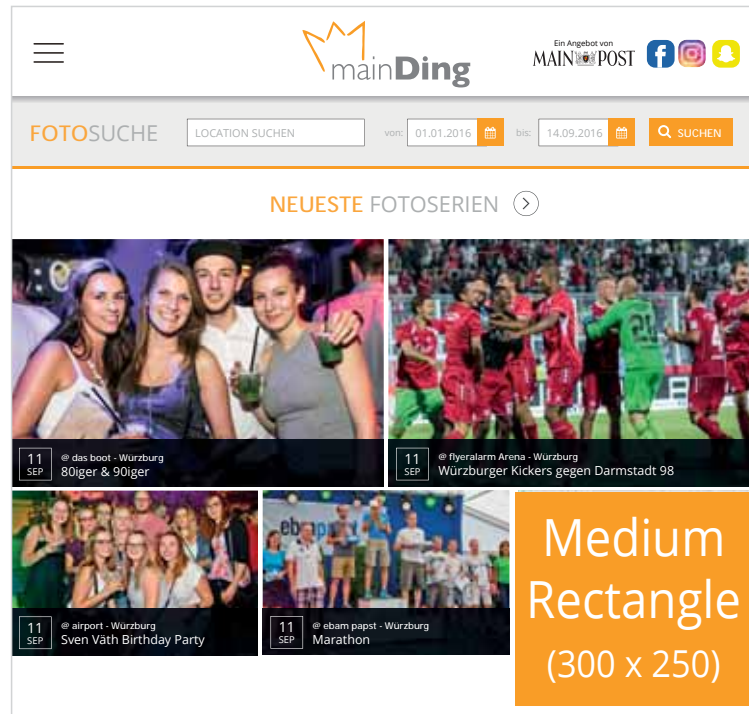 mainDing
Ein Angebot von
MAIN POST
FOTOSUCHE
LOCATION SUCHEN
von:
01.01.2016
bis:
14.09.2016
SUCHEN
NEUESTE FOTOSERIEN
11
SEP
@ das boot - Würzburg
80iger & 90iger
11
SEP
@ flyeralarm Arena - Würzburg
Würzburger Kickers gegen Darmstadt 98
11
SEP
@ airport - Würzburg
Sven Väth Birthday Party
11
SEP
@ ebam papst - Würzburg
Marathon
Medium
Rectangle
(300 x 250)